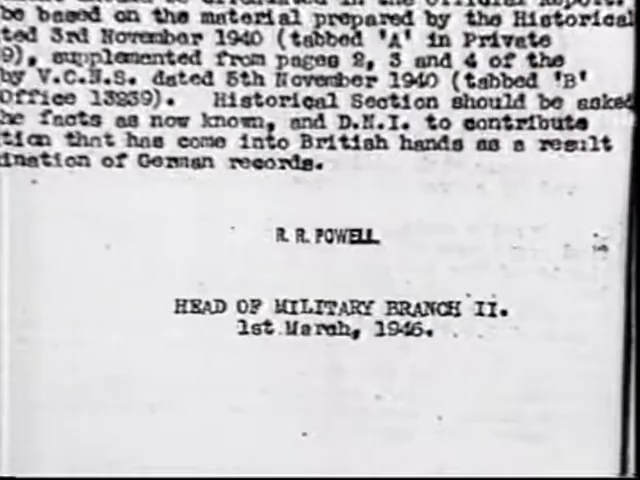 be based on the material prepared by the Historical
ted 3rd November 1940 (tabbed 'A' in Private
9), supplemented from pages 2, 3 and 4 of the
by V.C.N.S. dated 5th November 1940 (tabbed 'B'
Office 13239). Historical Section should be asked
he facts as now known, and D.N.I. to contribute
tion that has come into British hands as a result
ination of German records.
R. R. POWELL
HEAD OF MILITARY BRANCH II.
1st March, 1946.